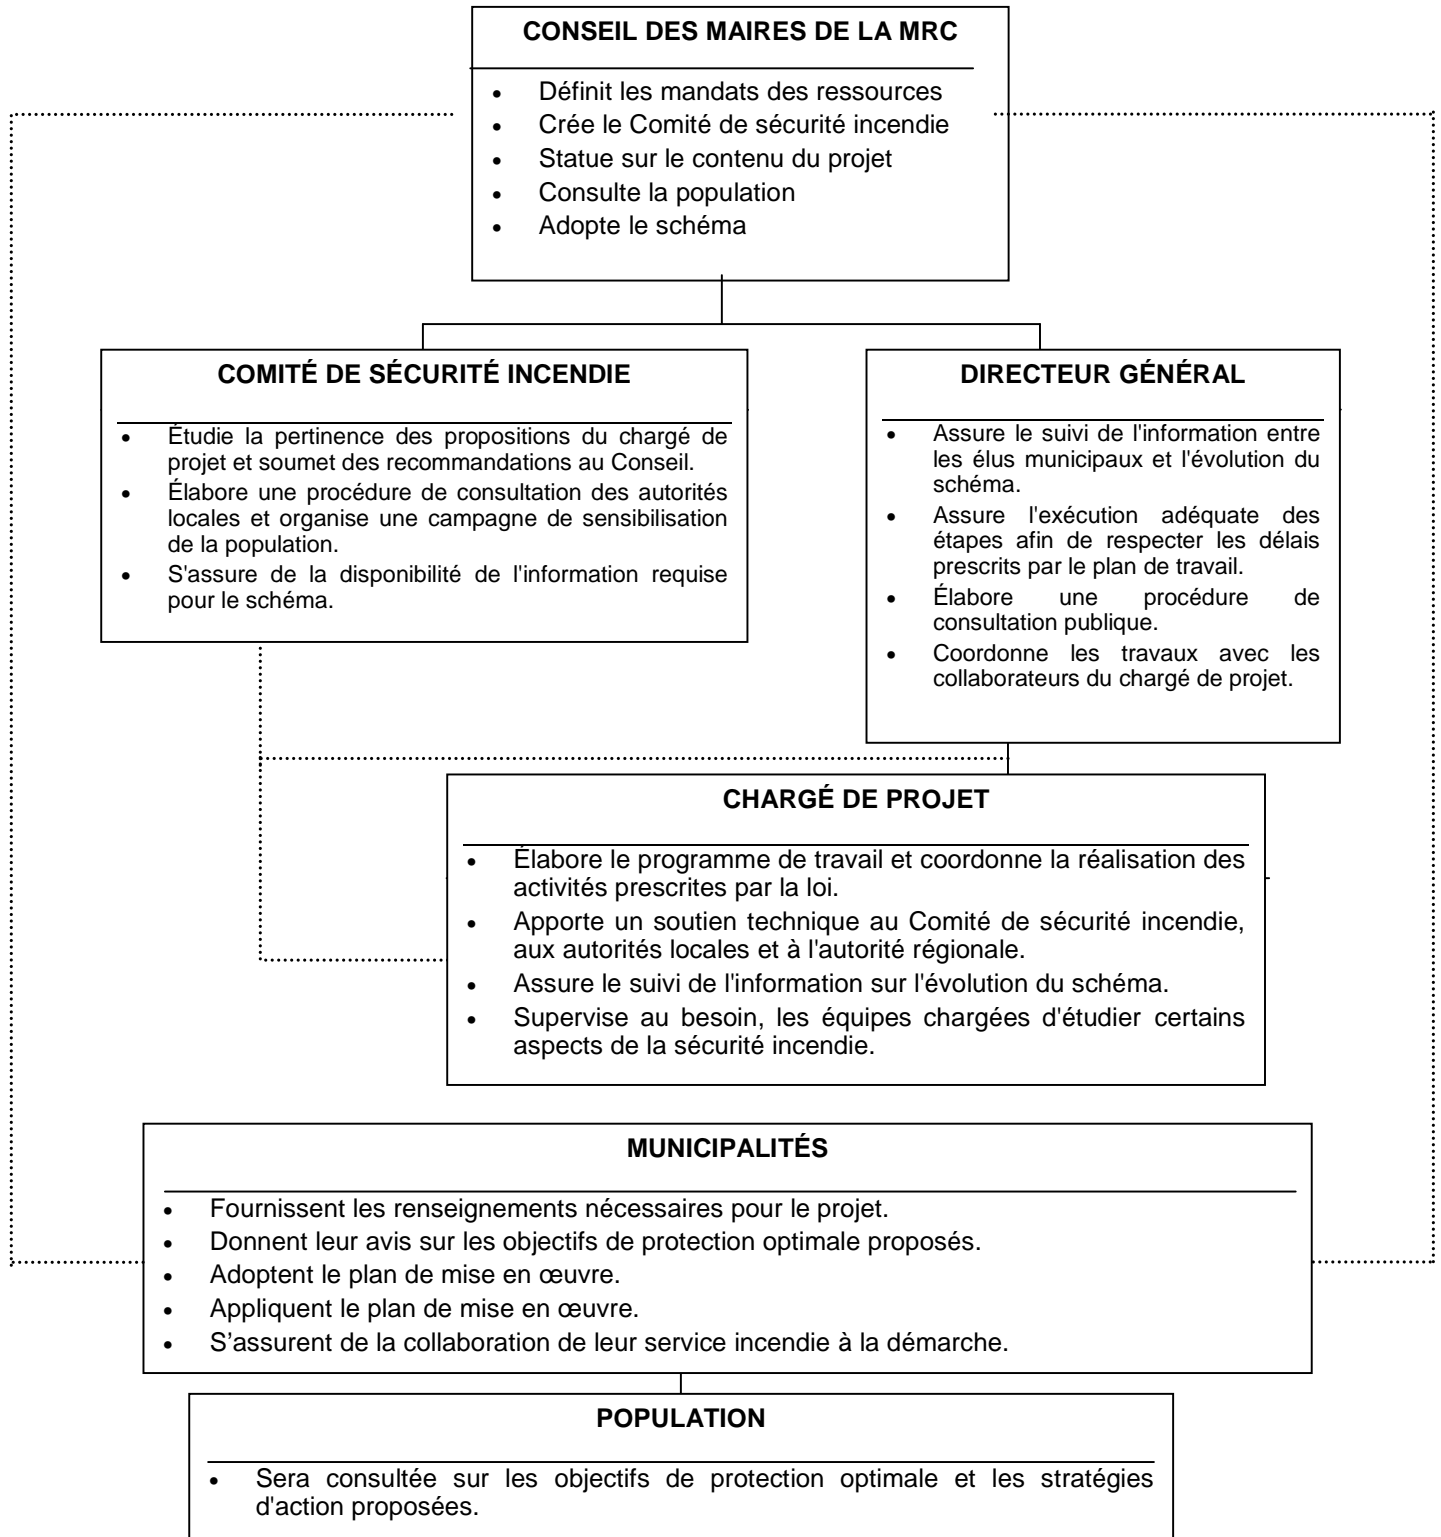 CONSEIL DES MAIRES DE LA MRC
• Définit les mandats des ressources
• Crée le Comité de sécurité incendie
• Statue sur le contenu du projet
• Consulte la population
• Adopte le schéma
COMITÉ DE SÉCURITÉ INCENDIE
• Étudie la pertinence des propositions du chargé de
projet et soumet des recommandations au Conseil.
• Élabore une procédure de consultation des autorités
locales et organise une campagne de sensibilisation
de la population.
• S'assure de la disponibilité de l'information requise
pour le schéma.
DIRECTEUR GÉNÉRAL
• Assure le suivi de l'information entre
les élus municipaux et l'évolution du
schéma.
• Assure l'exécution adéquate des
étapes afin de respecter les délais
prescrits par le plan de travail.
• Élabore une procédure de
consultation publique.
• Coordonne les travaux avec les
collaborateurs du chargé de projet.
CHARGÉ DE PROJET
• Élabore le programme de travail et coordonne la réalisation des
activités prescrites par la loi.
• Apporte un soutien technique au Comité de sécurité incendie,
aux autorités locales et à l'autorité régionale.
• Assure le suivi de l'information sur l'évolution du schéma.
• Supervise au besoin, les équipes chargées d'étudier certains
aspects de la sécurité incendie.
MUNICIPALITÉS
• Fournissent les renseignements nécessaires pour le projet.
• Donnent leur avis sur les objectifs de protection optimale proposés.
• Adoptent le plan de mise en œuvre.
• Appliquent le plan de mise en œuvre.
• S'assurent de la collaboration de leur service incendie à la démarche.
POPULATION
• Sera consultée sur les objectifs de protection optimale et les stratégies
d'action proposées.